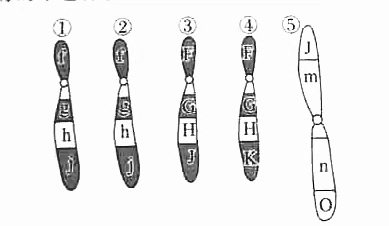 ① ② ③ ④ ⑤
J
f f F F
m
g g G G
h h H H
j j J K
n
O